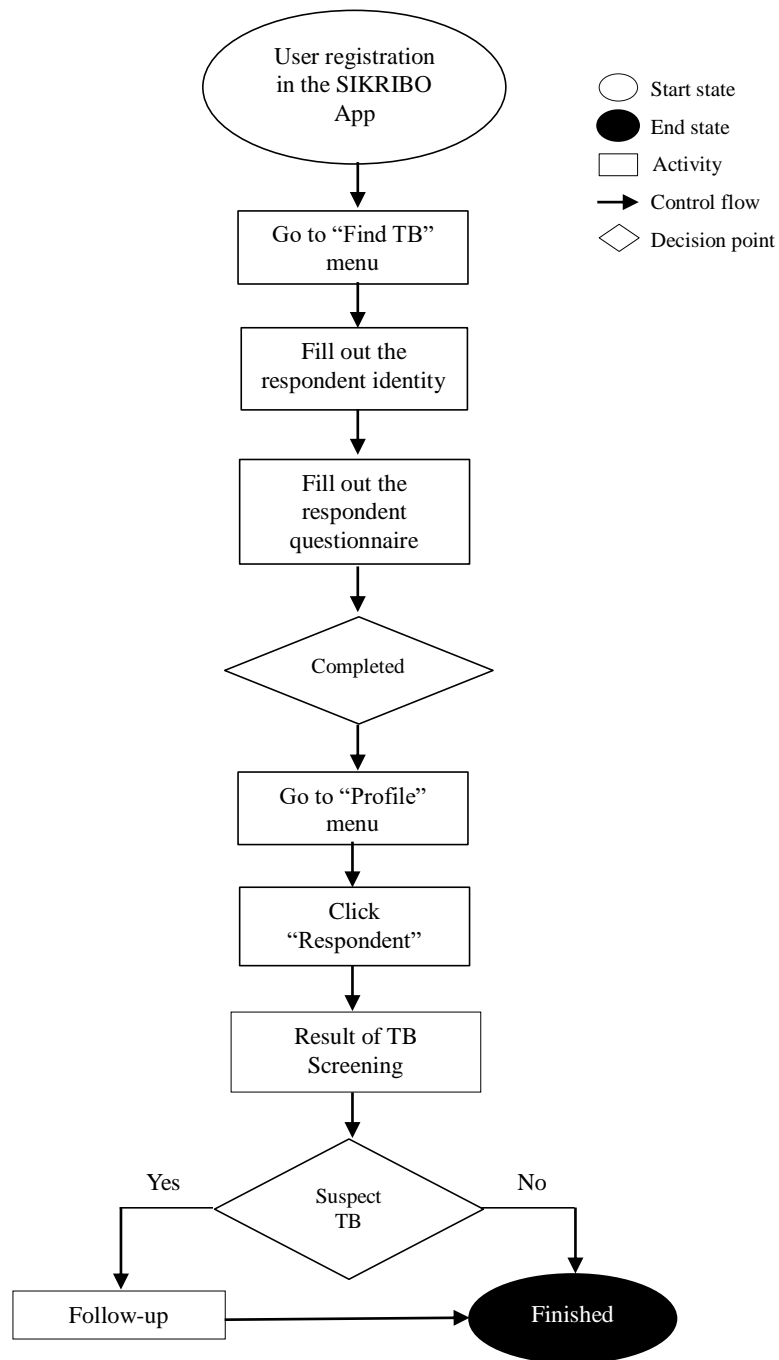 User registration
in the SIKRIBO
App
Start state
End state
Activity
Control flow
Decision point
Go to “Find TB”
menu
Fill out the
respondent identity
Fill out the
respondent
questionnaire
Completed
Go to “Profile”
menu
Click
“Respondent”
Result of TB
Screening
Yes
Suspect
TB
No
Follow-up
Finished